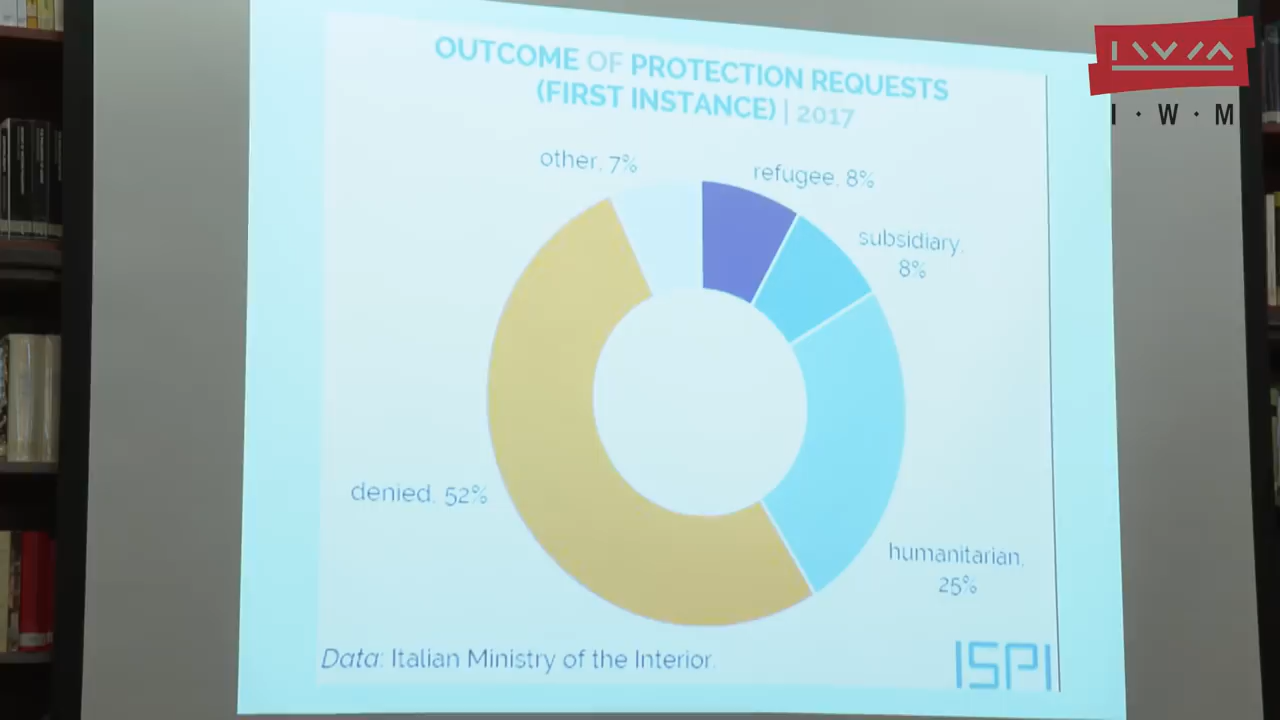 OUTCOME OF PROTECTION REQUESTS
(FIRST INSTANCE) | 2017
other, 7%
refugee, 8%
subsidiary,
8%
denied, 52%
humanitarian,
25%
Data: Italian Ministry of the Interior.
ISPI
I · W · M